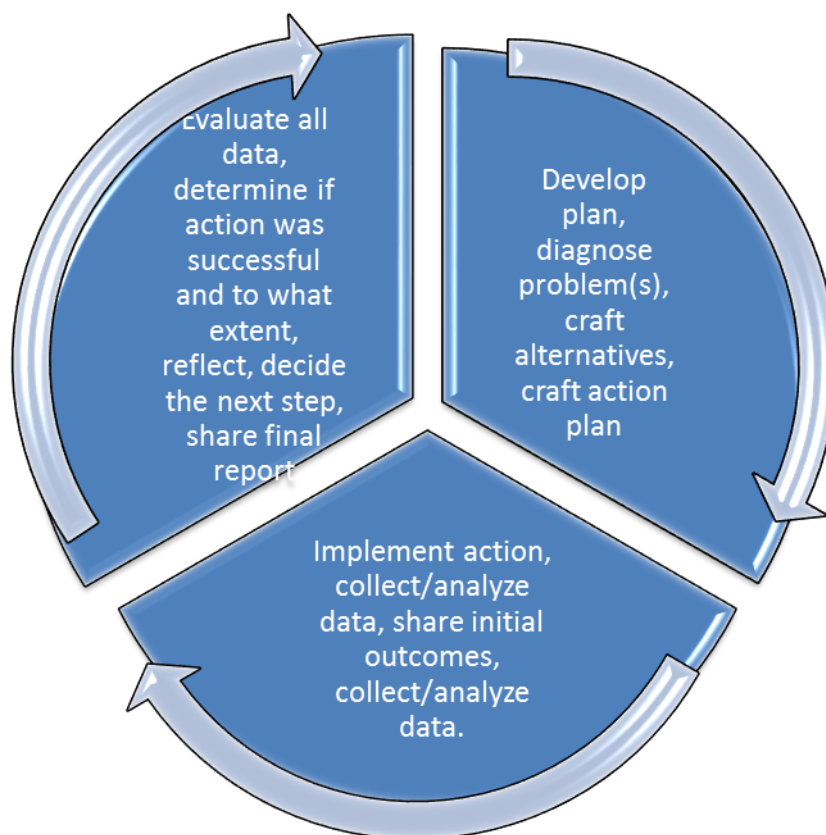 Develop
plan,
diagnose
problem(s),
craft
alternatives,
craft action
plan
Implement action,
collect/analyze
data, share initial
outcomes,
collect/analyze
data.
Evaluate all
data,
determine if
action was
successful
and to what
extent,
reflect, decide
the next step,
share final
report